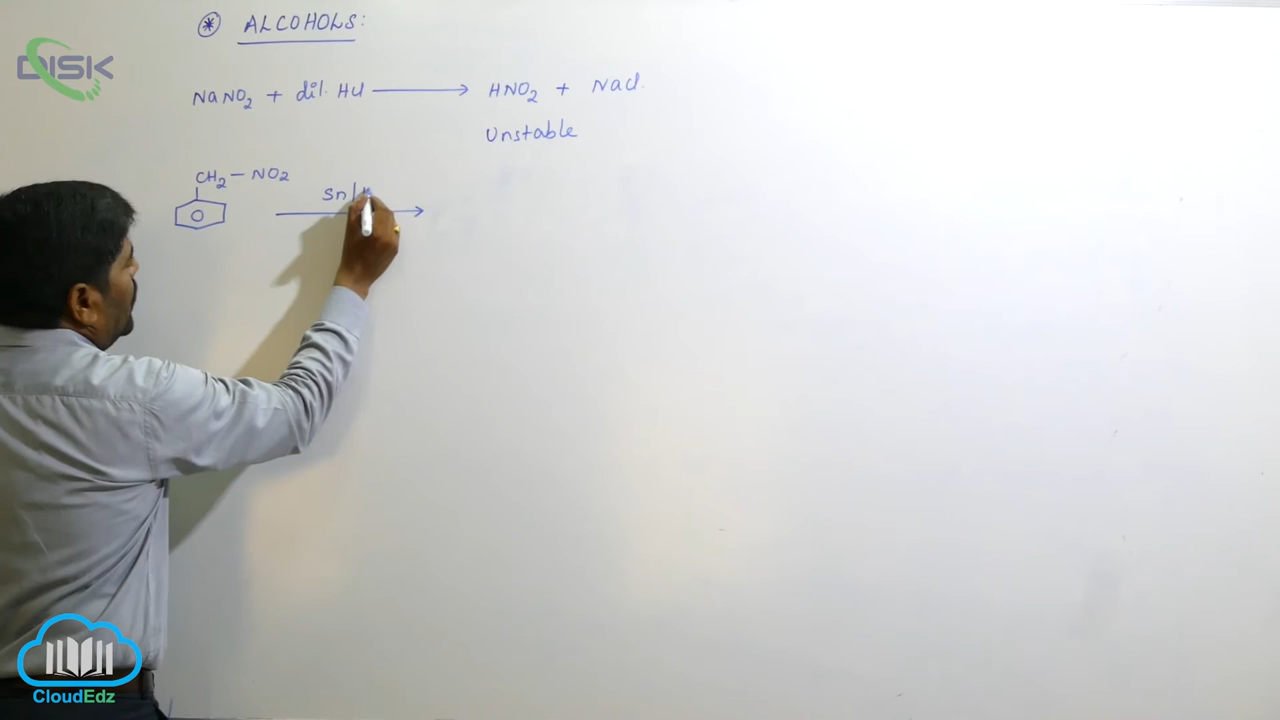 DISK
* ALCOHOLS:
NaNO2 + dil. HCl ⟶ HNO2 + NaCl.
Unstable
CH2 — NO2
Sn/
CloudEdz